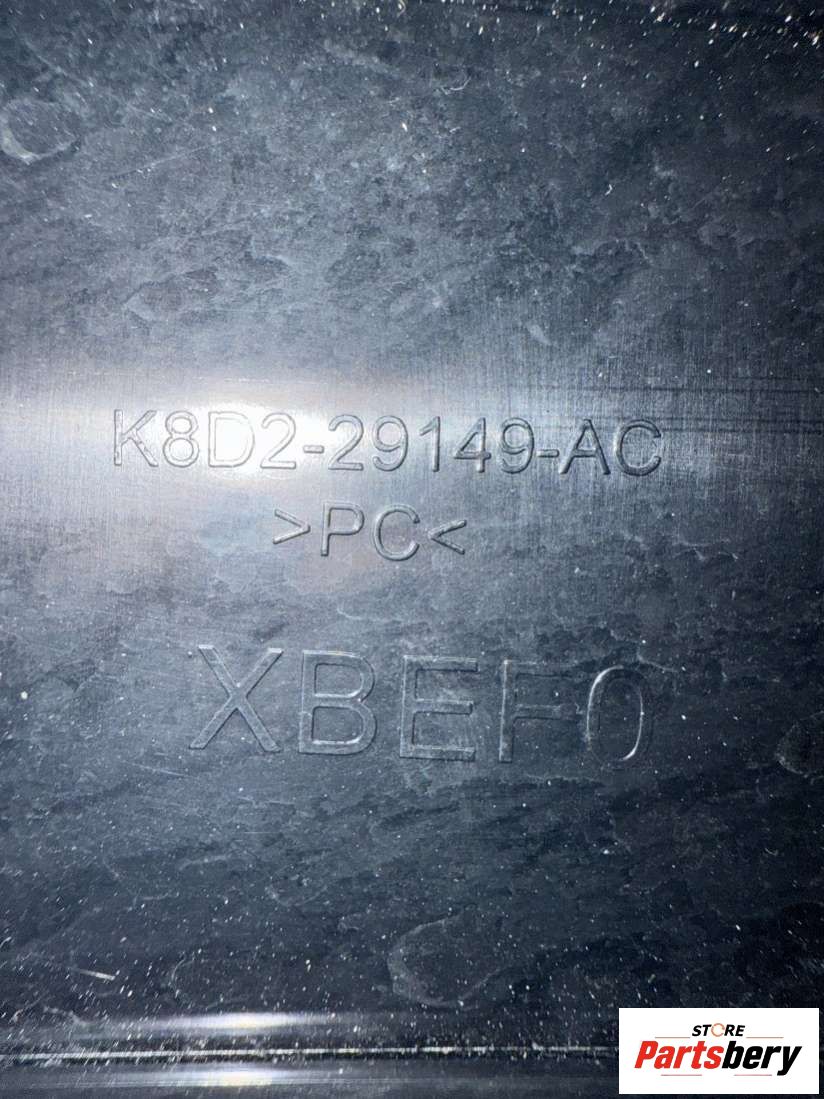 K8D2-29149-AC
>PC<
XBEF0
STORE
Partsbery